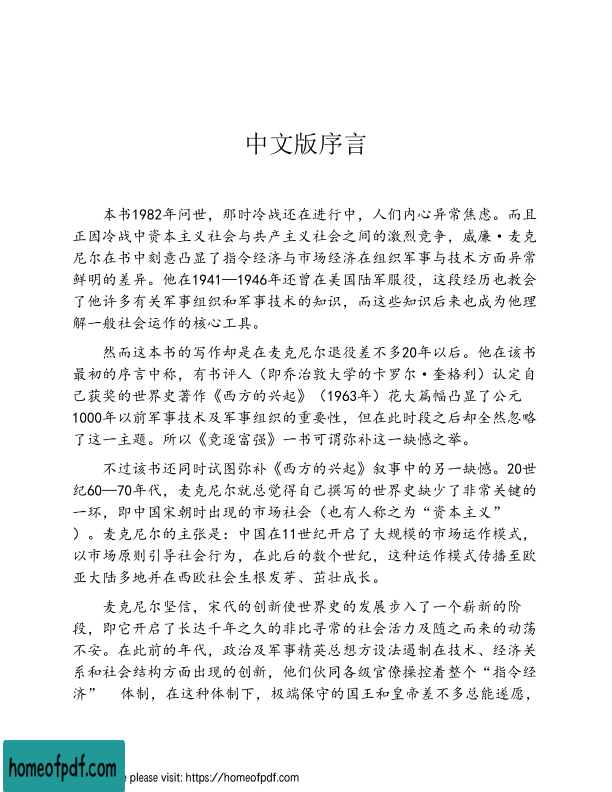 中文版序言
本书1982年问世，那时冷战还在进行中，人们内心异常焦虑。而且
正因冷战中资本主义社会与共产主义社会之间的激烈竞争，威廉·麦克
尼尔在书中刻意凸显了指令经济与市场经济在组织军事与技术方面异常
鲜明的差异。他在1941—1946年还曾在美国陆军服役，这段经历也教会
了他许多有关军事组织和军事技术的知识，而这些知识后来也成为他理
解一般社会运作的核心工具。
然而这本书的写作却是在麦克尼尔退役差不多20年以后。他在该书
最初的序言中称，有书评人（即乔治敦大学的卡罗尔·奎格利）认定自
己获奖的世界史著作《西方的兴起》（1963年）花大篇幅凸显了公元
1000年以前军事技术及军事组织的重要性，但在此时段之后却全然忽略
了这一主题。所以《竞逐富强》一书可谓弥补这一缺憾之举。
不过该书还同时试图弥补《西方的兴起》叙事中的另一缺憾。20世
纪60—70年代，麦克尼尔就总觉得自己撰写的世界史缺少了非常关键的
一环，即中国宋朝时出现的市场社会（也有人称之为“资本主义”
）。麦克尼尔的主张是：中国在11世纪开启了大规模的市场运作模式，
以市场原则引导社会行为，在此后的数个世纪，这种运作模式传播至欧
亚大陆多地并在西欧社会生根发芽、茁壮成长。
麦克尼尔坚信，宋代的创新使世界史的发展步入了一个崭新的阶
段，即它开启了长达千年之久的非比寻常的社会活力及随之而来的动荡
不安。在此前的年代，政治及军事精英总想方设法遏制在技术、经济关
系和社会结构方面出现的创新，他们伙同各级官僚操控着整个“指令经
济” 体制，在这种体制下，极端保守的国王和皇帝差不多总能遂愿，
homeofpdf.com
e please visit: https://homeofpdf.com